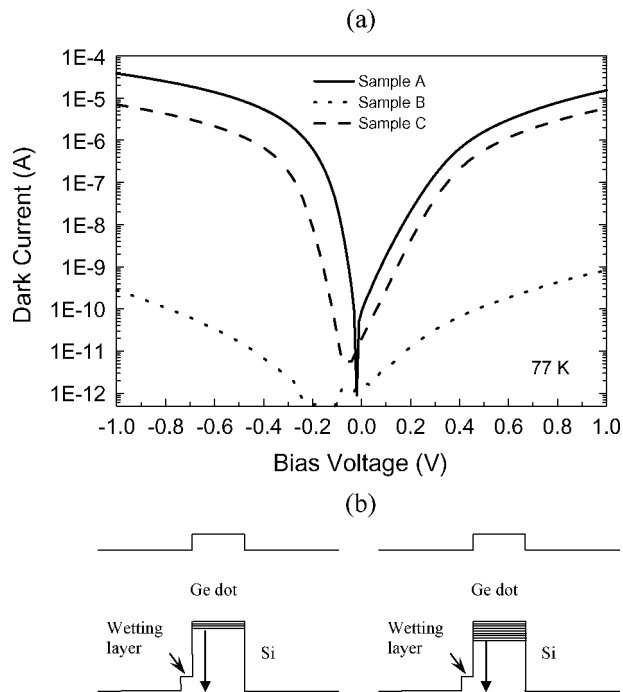 (a)
1E-4
1E-5
1E-6
1E-7
1E-8
1E-9
1E-10
1E-11
1E-12
Dark Current (A)
Sample A
Sample B
Sample C
77 K
-1.0 -0.8 -0.6 -0.4 -0.2 0.0 0.2 0.4 0.6 0.8 1.0
Bias Voltage (V)
(b)
Ge dot
Wetting
layer
Si
Ge dot
Wetting
layer
Si